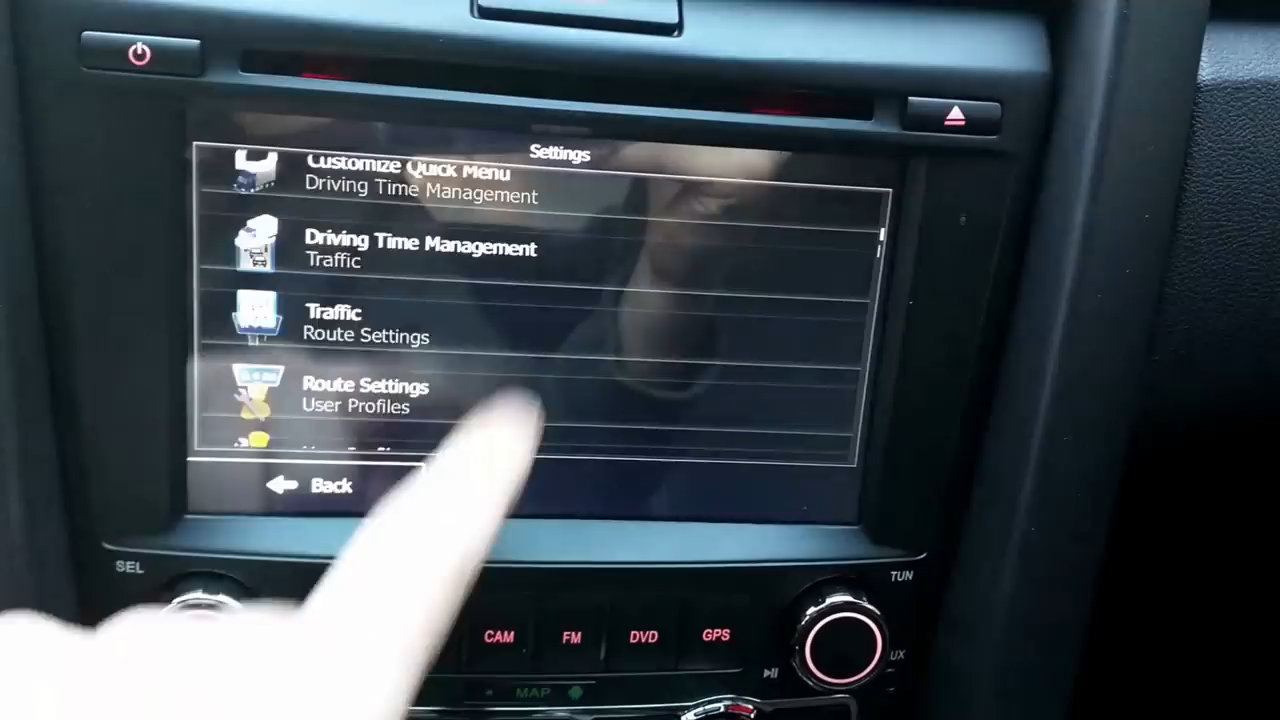 Settings
Customize Quick Menu
Driving Time Management
Driving Time Management
Traffic
Traffic
Route Settings
Route Settings
User Profiles
Back
SEL
TUN
CAM
FM
DVD
GPS
MAP